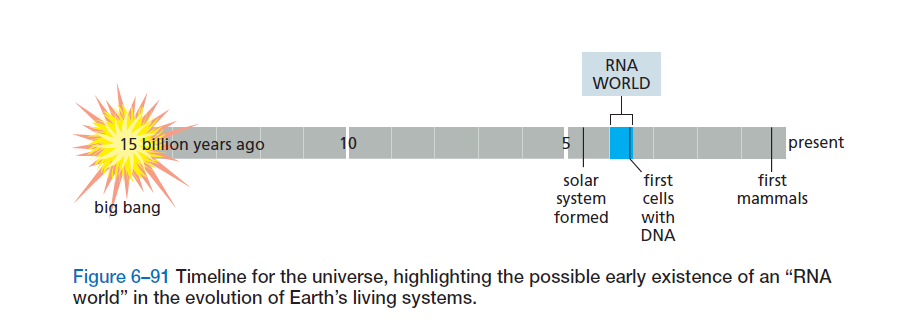 RNA
WORLD
15 billion years ago
10
5
present
big bang
solar
system
formed
first
cells
with
DNA
first
mammals
Figure 6–91 Timeline for the universe, highlighting the possible early existence of an “RNA
world” in the evolution of Earth’s living systems.